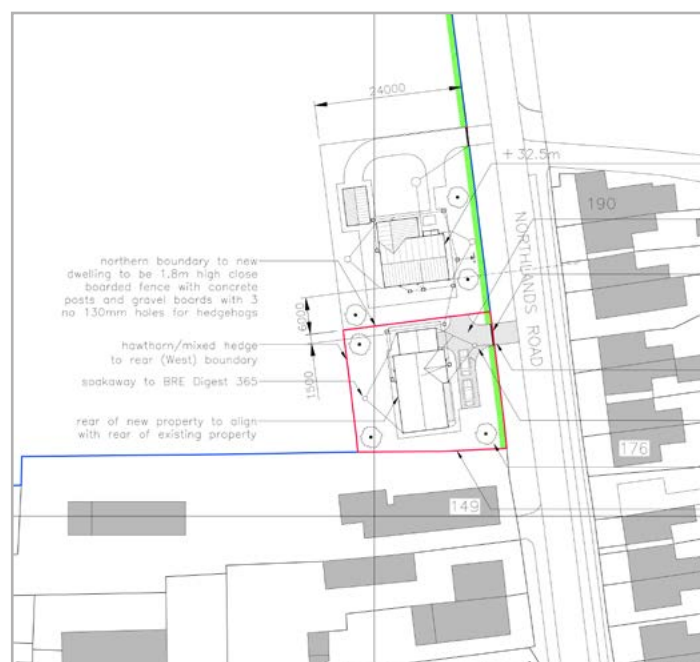 24000
+ 32.5m
190
NORTHLANDS ROAD
northern boundary to new
dwelling to be 1.8m high close
boarded fence with concrete
posts and gravel boards with 3
no 130mm holes for hedgehogs
6000
hawthorn/mixed hedge
to rear (West) boundary
1500
soakaway to BRE Digest 365
rear of new property to align
with rear of existing property
176
149